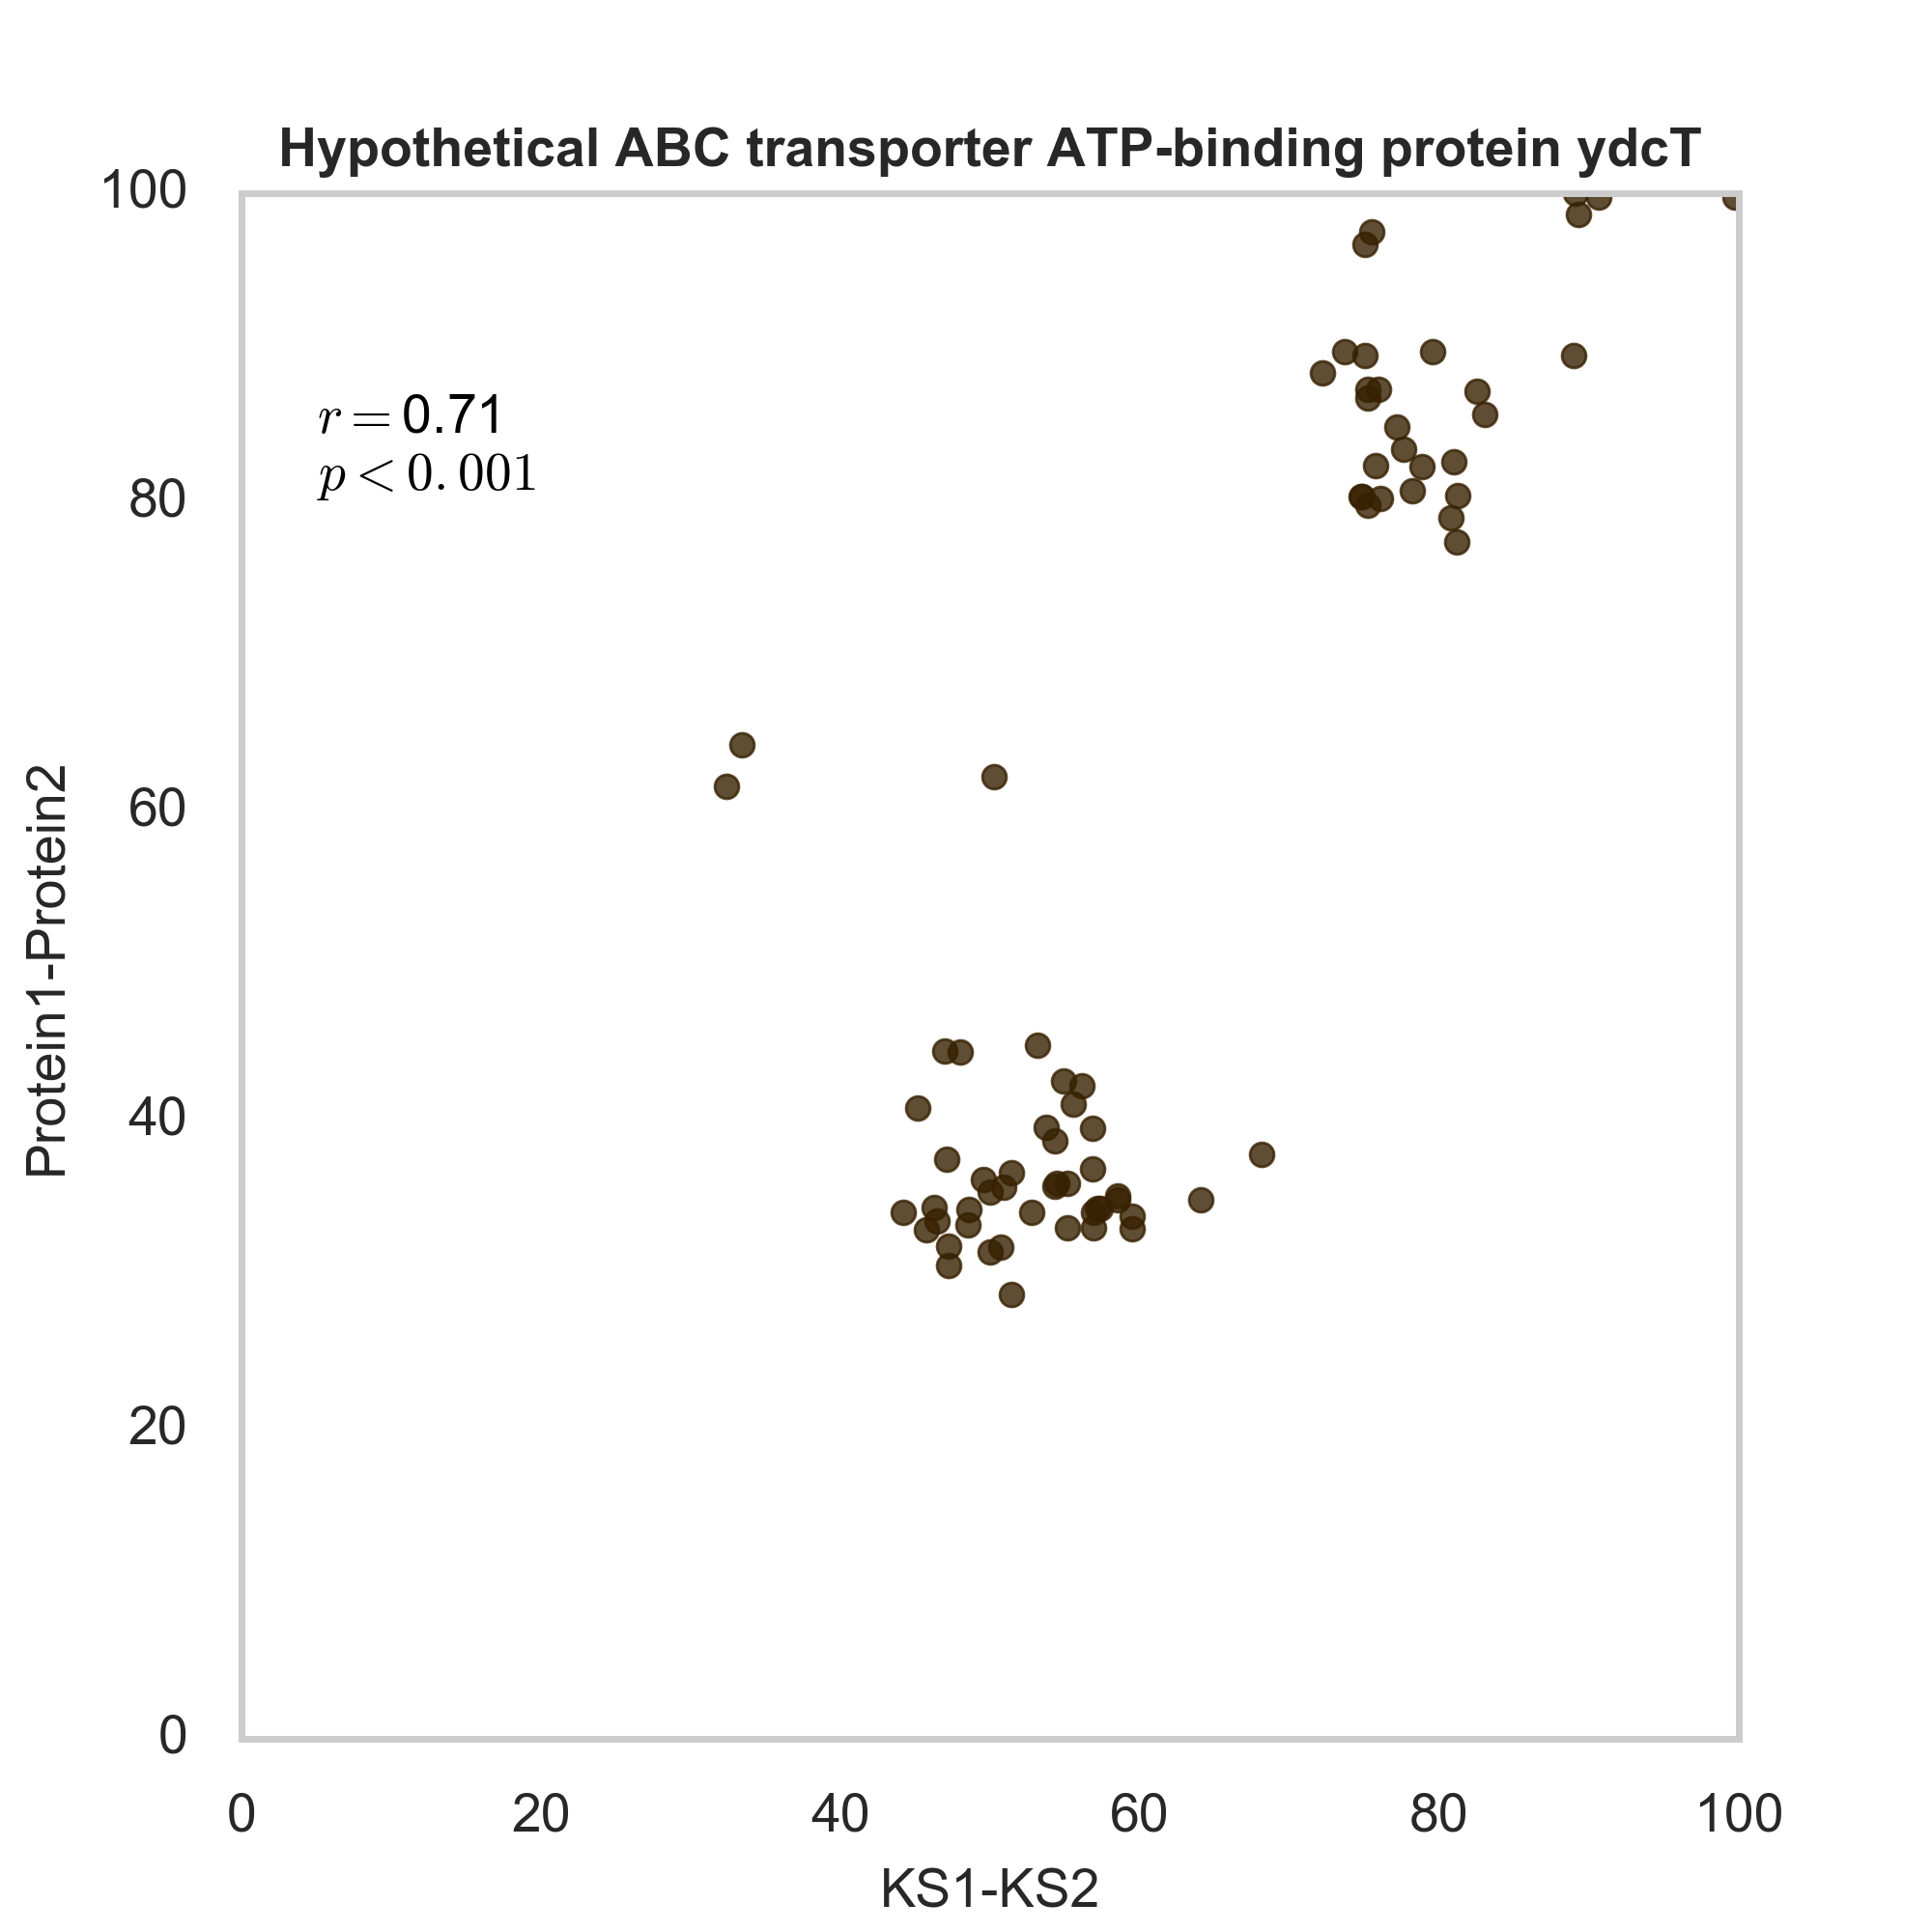 Hypothetical ABC transporter ATP-binding protein ydcT
100
80
60
40
20
0
r = 0.71
p < 0.001
Protein1-Protein2
0 20 40 60 80 100
KS1-KS2